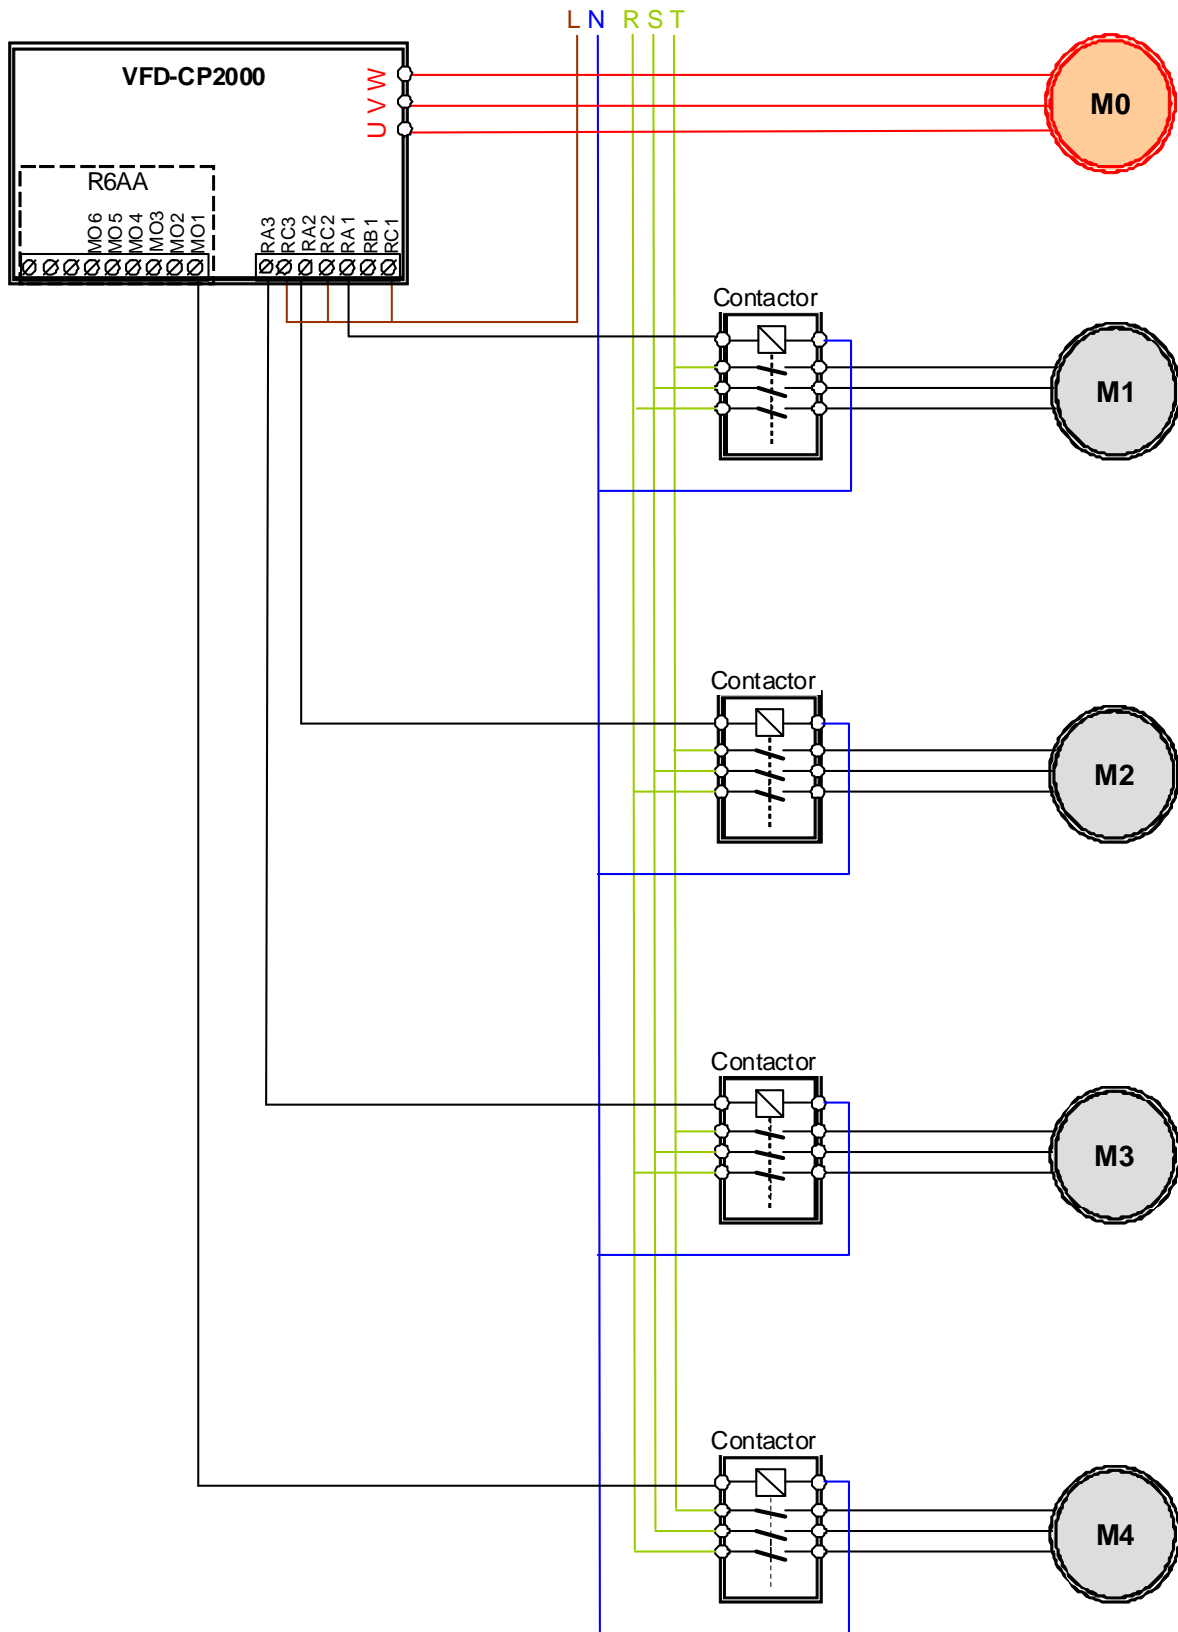 L N R S T
VFD-CP2000
U V W
M0
R6AA
MO6
MO5
MO4
MO3
MO2
MO1
RA3
RC3
RA2
RC2
RA1
RB1
RC1
Contactor
M1
Contactor
M2
Contactor
M3
Contactor
M4